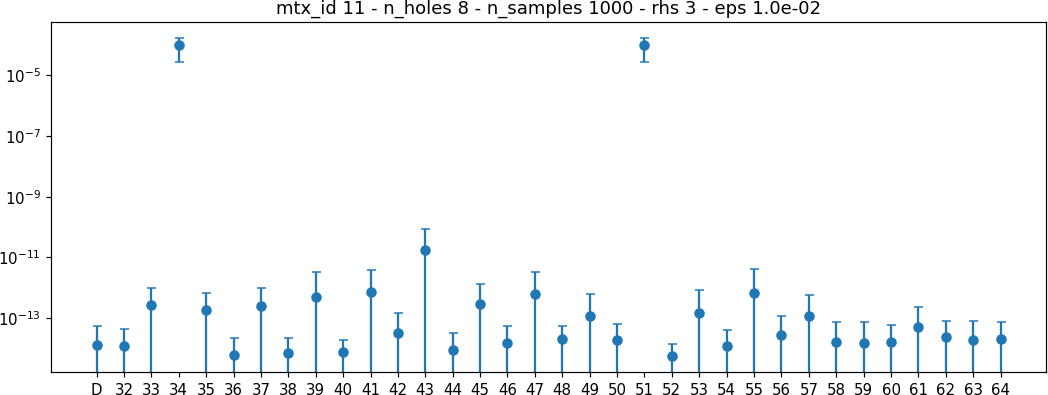 mtx_id 11 - n_holes 8 - n_samples 1000 - rhs 3 - eps 1.0e-02
10⁻⁵
10⁻⁷
10⁻⁹
10⁻¹¹
10⁻¹³
D 32 33 34 35 36 37 38 39 40 41 42 43 44 45 46 47 48 49 50 51 52 53 54 55 56 57 58 59 60 61 62 63 64